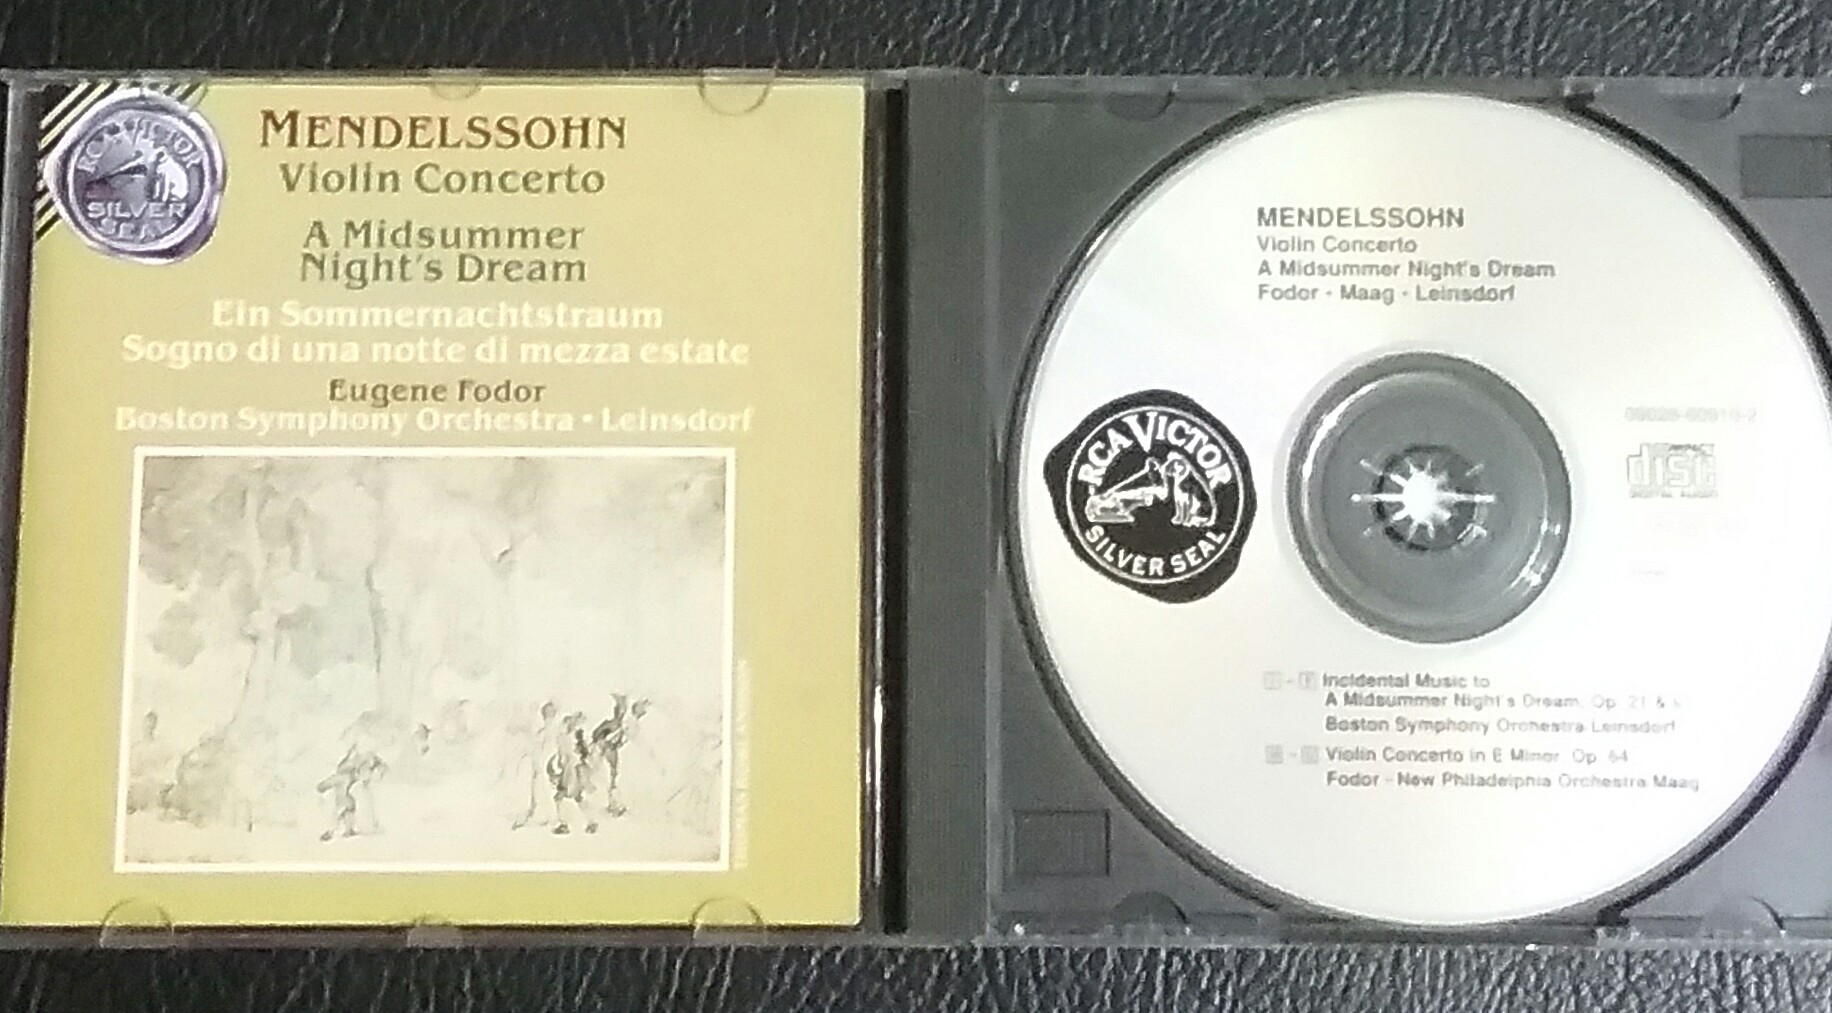 RCA VICTOR
SILVER
SEAL
MENDELSSOHN
Violin Concerto
A Midsummer
Night's Dream
Ein Sommernachtstraum
Sogno di una notte di mezza estate
Eugene Fodor
Boston Symphony Orchestra • Leinsdorf
MENDELSSOHN
Violin Concerto
A Midsummer Night's Dream
Fodor - Maag - Leinsdorf
RCA VICTOR
SILVER SEAL
COMPACT
disc
DIGITAL AUDIO
Incidental Music to
A Midsummer Night's Dream, Op. 21 &
Boston Symphony Orchestra Leinsdorf
Violin Concerto in E Minor, Op. 64
Fodor - New Philadelphia Orchestra Maag